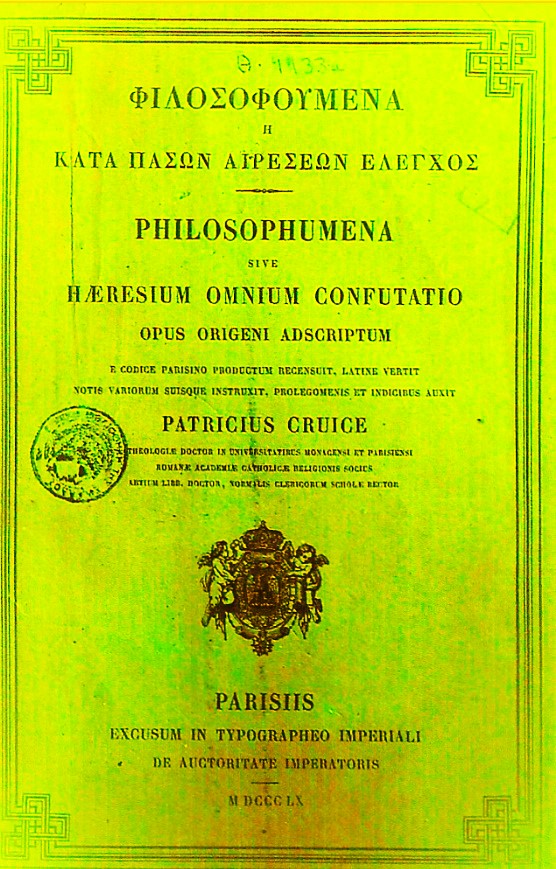 ΦΙΛΟΣΟΦΟΥΜΕΝΑ
Η
ΚΑΤΑ ΠΑΣΩΝ ΑΙΡΕΣΕΩΝ ΕΛΕΓΧΟΣ
PHILOSOPHUMENA
SIVE
HÆRESIUM OMNIUM CONFUTATIO
OPUS ORIGENI ADSCRIPTUM
E CODICE PARISINO PRODUCTUM RECENSUIT, LATINE VERTIT
NOTIS VARIORUM SUISQUE INSTRUXIT, PROLEGOMENIS ET INDICIBUS AUXIT
PATRICIUS CRUICE
THEOLOGIÆ DOCTOR IN UNIVERSITATIBUS MONACENSI ET PARISIENSI
ROMANÆ ACADEMIÆ CATHOLICÆ RELIGIONIS SOCIUS
ARTIUM LIBB. DOCTOR, NORMALIS CLERICORUM SCHOLÆ RECTOR
PARISIIS
EXCUSUM IN TYPOGRAPHEO IMPERIALI
DE AUCTORITATE IMPERATORIS
M DCCC LX